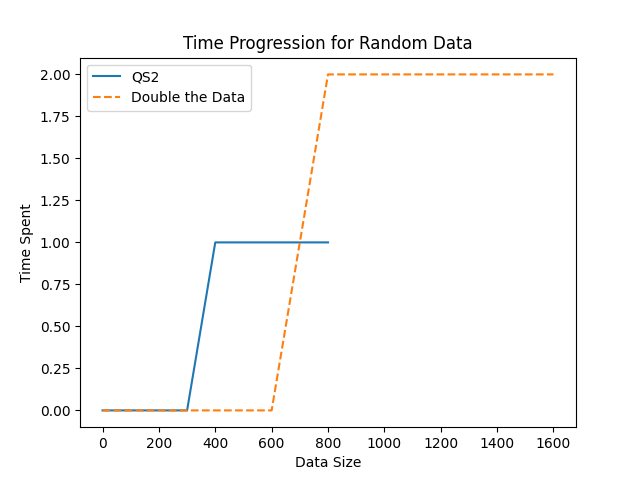 Time Progression for Random Data
QS2
Double the Data
2.00
1.75
1.50
1.25
1.00
0.75
0.50
0.25
0.00
Time Spent
0 200 400 600 800 1000 1200 1400 1600
Data Size